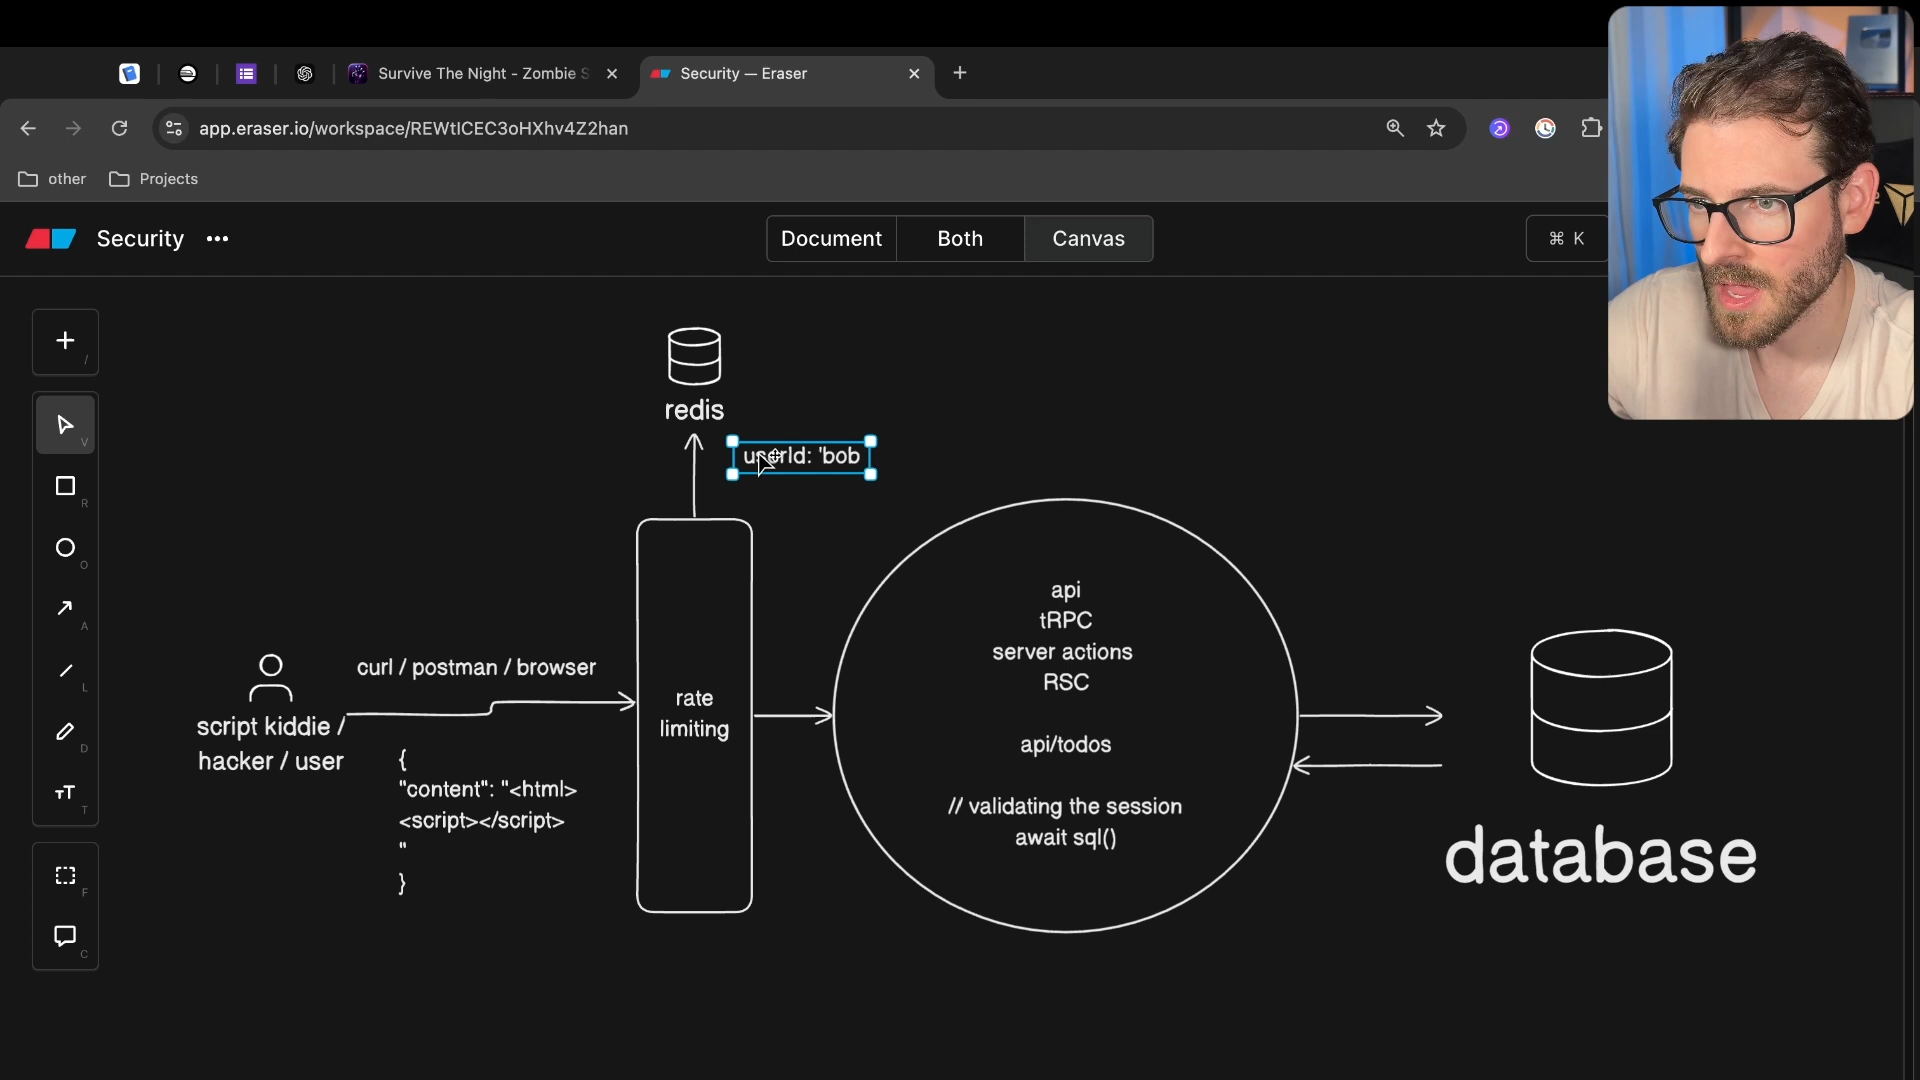 Survive The Night - Zombie S
Security — Eraser
app.eraser.io/workspace/REWtICEC3oHXhv4Z2han
other
Projects
Security
Document
Both
Canvas
⌘ K
/
V
R
O
A
L
D
T
F
C
redis
userId: 'bob
curl / postman / browser
script kiddie /
hacker / user
{
"content": "<html>
<script></script>
"
}
rate
limiting
api
tRPC
server actions
RSC
api/todos
// validating the session
await sql()
database